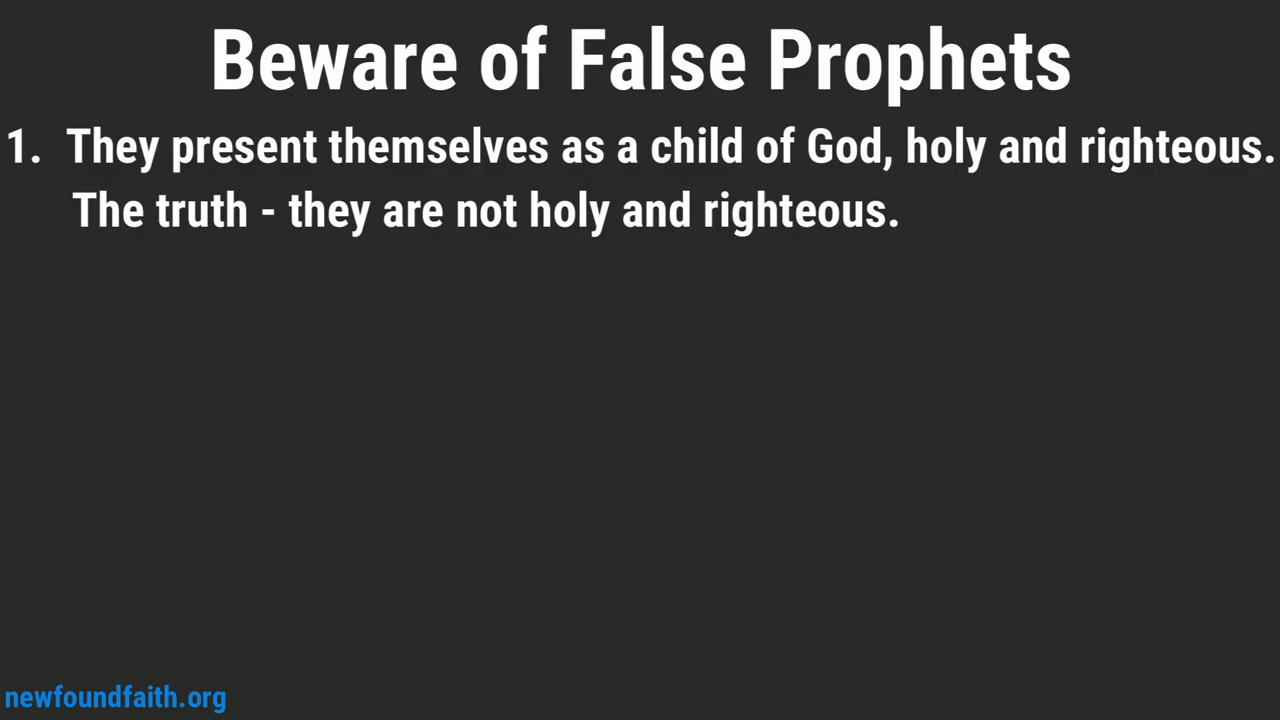 Beware of False Prophets
1. They present themselves as a child of God, holy and righteous.
The truth - they are not holy and righteous.
newfoundfaith.org